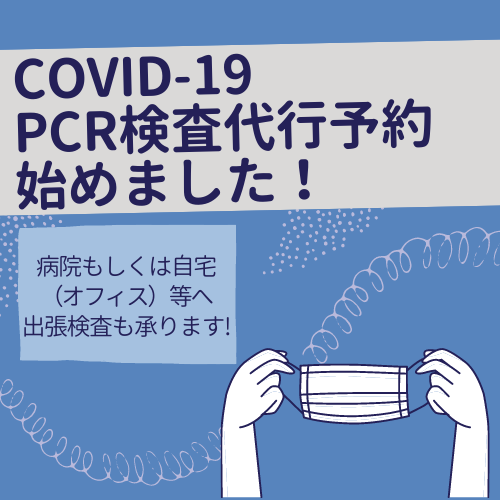 COVID-19
PCR検査代行予約
始めました！
病院もしくは自宅
（オフィス）等へ
出張検査も承ります!